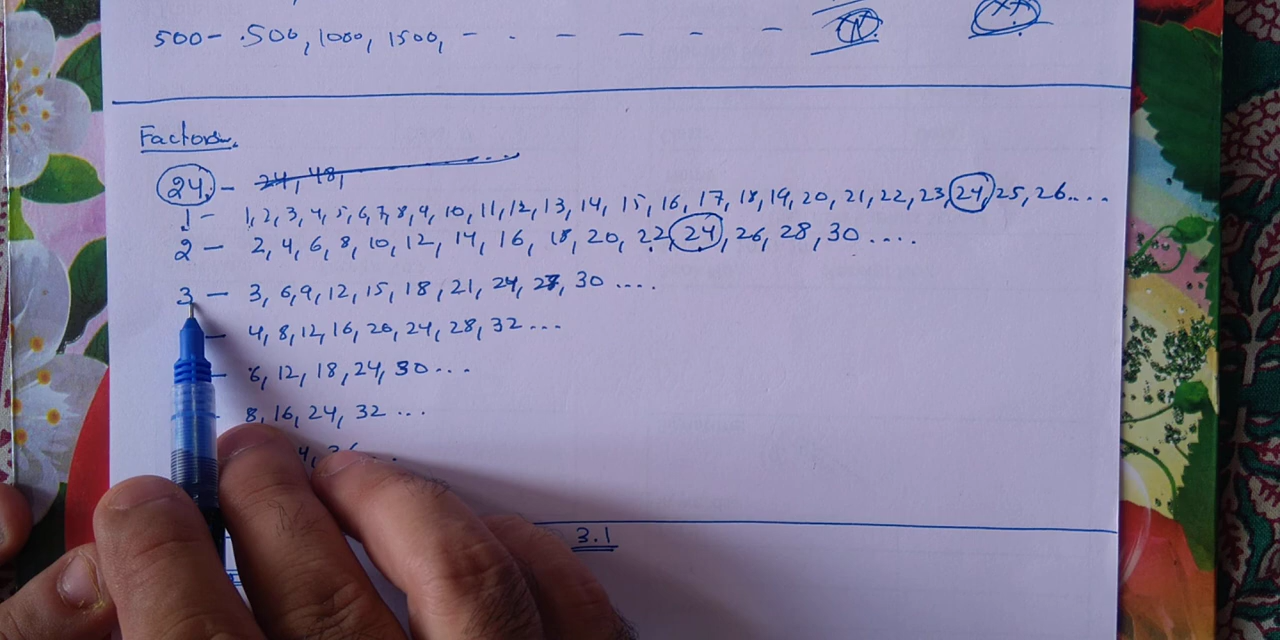 500 - 500, 1000, 1500, - . - - - -
Factors.
24. - 24, 48, ...
1 - 1, 2, 3, 4, 5, 6, 7, 8, 9, 10, 11, 12, 13, 14, 15, 16, 17, 18, 19, 20, 21, 22, 23, 24, 25, 26....
2 - 2, 4, 6, 8, 10, 12, 14, 16, 18, 20, 22, 24, 26, 28, 30 ....
3 - 3, 6, 9, 12, 15, 18, 21, 24, 27, 30 ....
- 4, 8, 12, 16, 20, 24, 28, 32 ...
- 6, 12, 18, 24, 30 ...
- 8, 16, 24, 32 ...
4, 36 ...
3.1